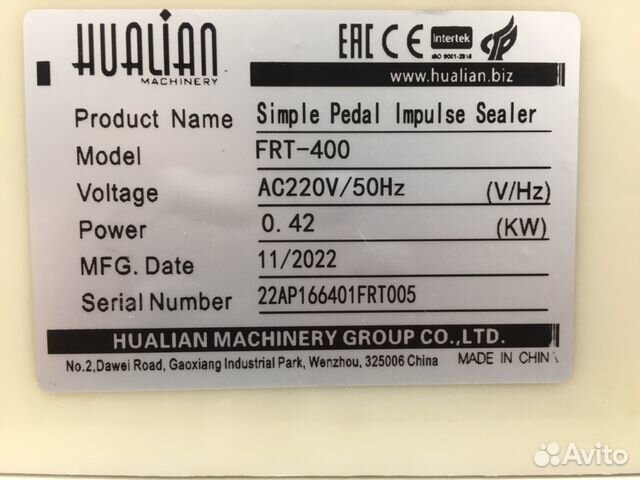 HUALIAN
MACHINERY
EAC CE Intertek
ISO 9001-2015
www.hualian.biz
Product Name Simple Pedal Impulse Sealer
Model FRT-400
Voltage AC220V/50Hz (V/Hz)
Power 0.42 (KW)
MFG. Date 11/2022
Serial Number 22AP166401FRT005
HUALIAN MACHINERY GROUP CO.,LTD.
No.2,Dawei Road, Gaoxiang Industrial Park, Wenzhou, 325006 China MADE IN CHIN
Avito